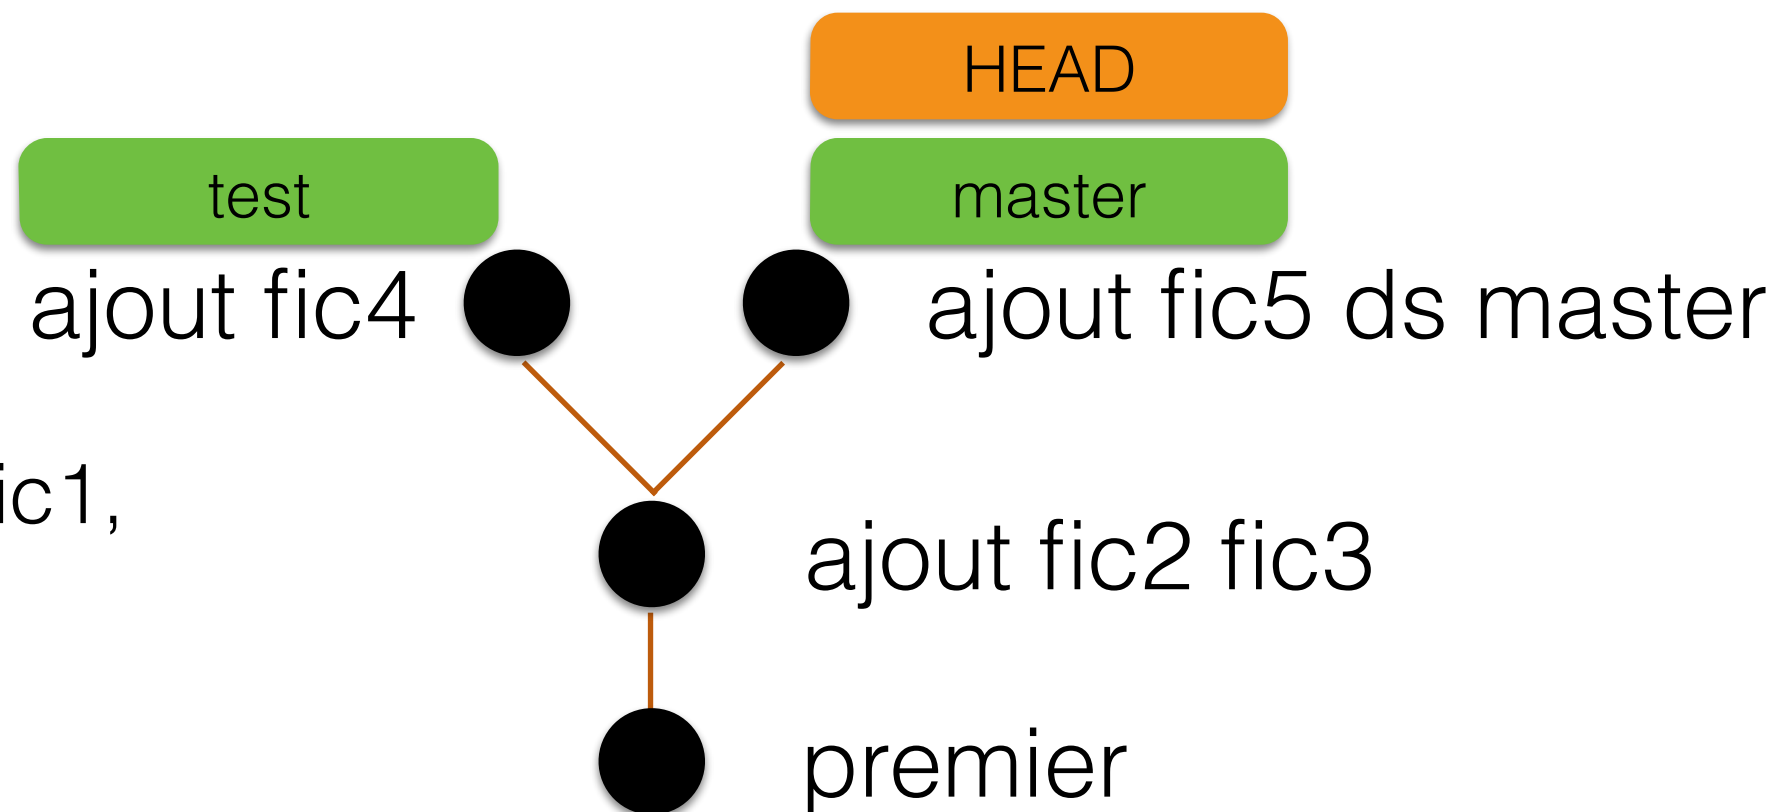 HEAD
test
master
ajout fic4
ajout fic5 ds master
ic1,
ajout fic2 fic3
premier